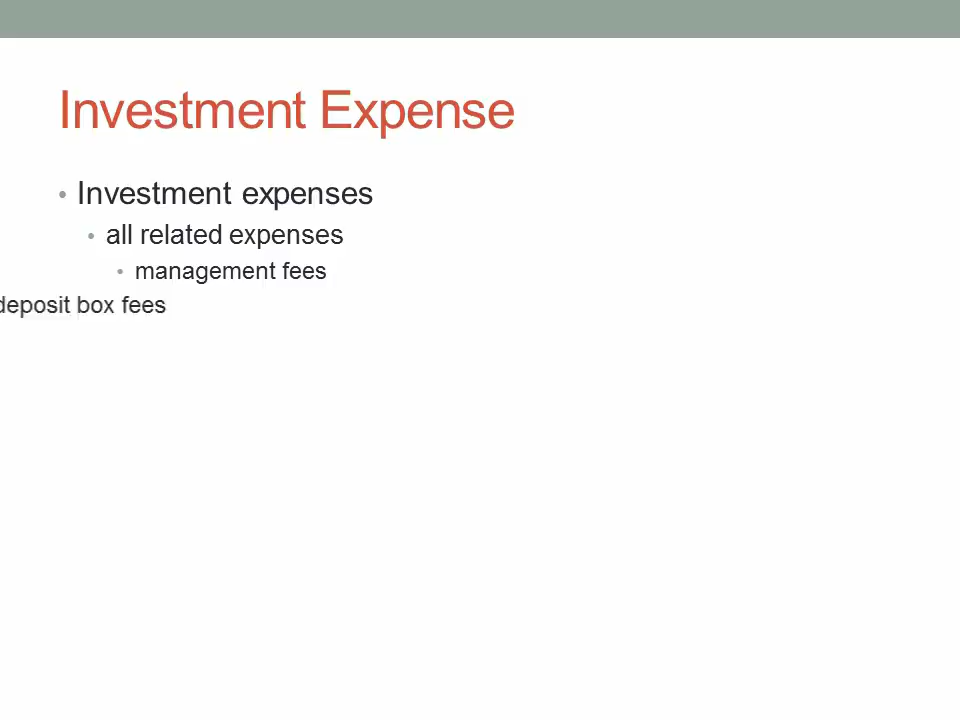 Investment Expense
• Investment expenses
• all related expenses
• management fees
deposit box fees